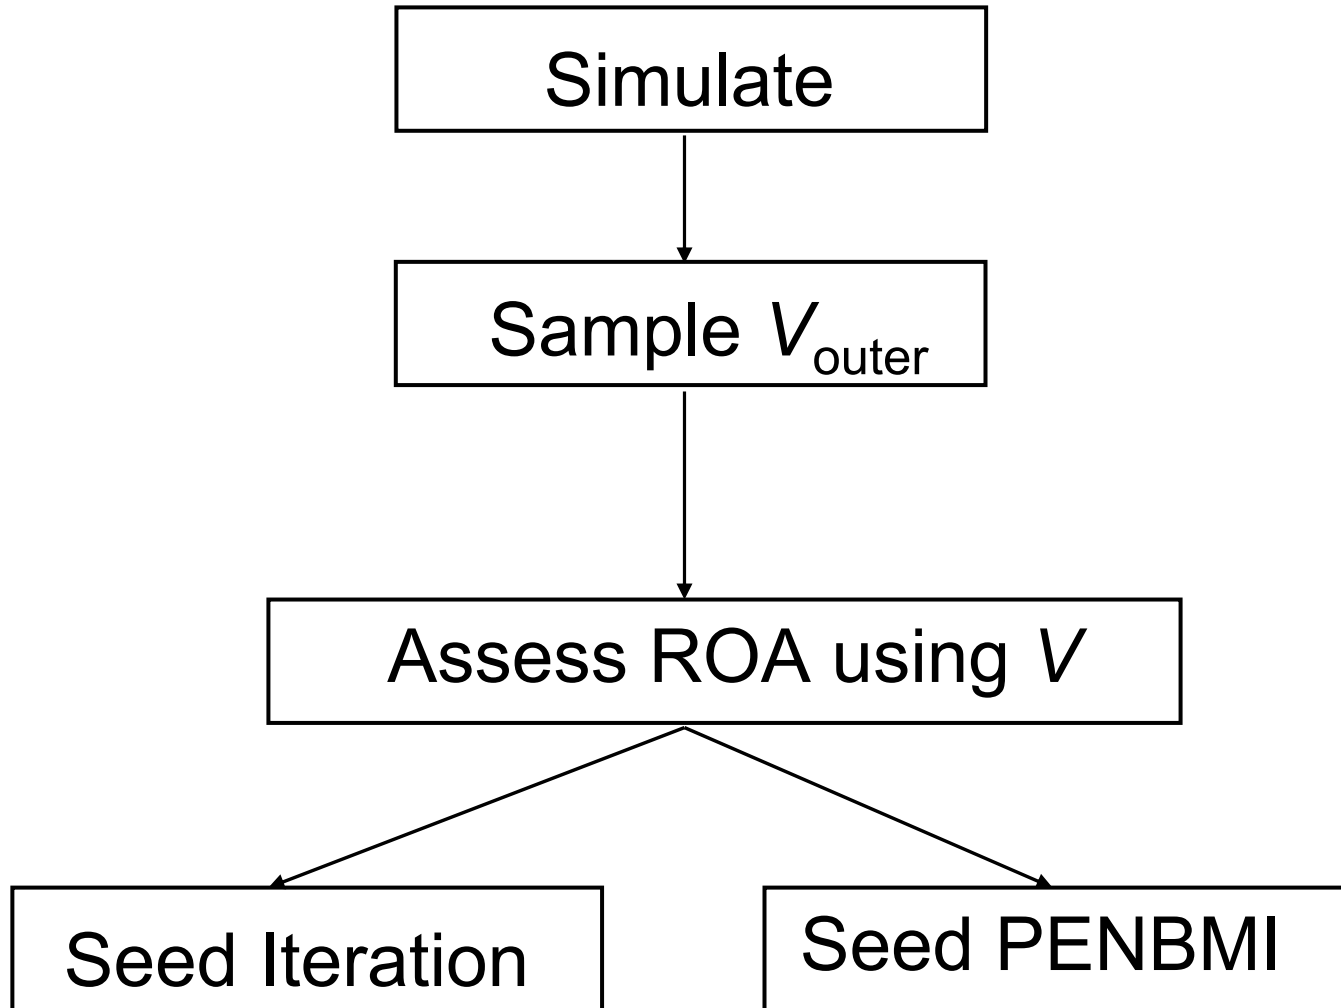 Simulate
Sample V_outer
Assess ROA using V
Seed Iteration
Seed PENBMI